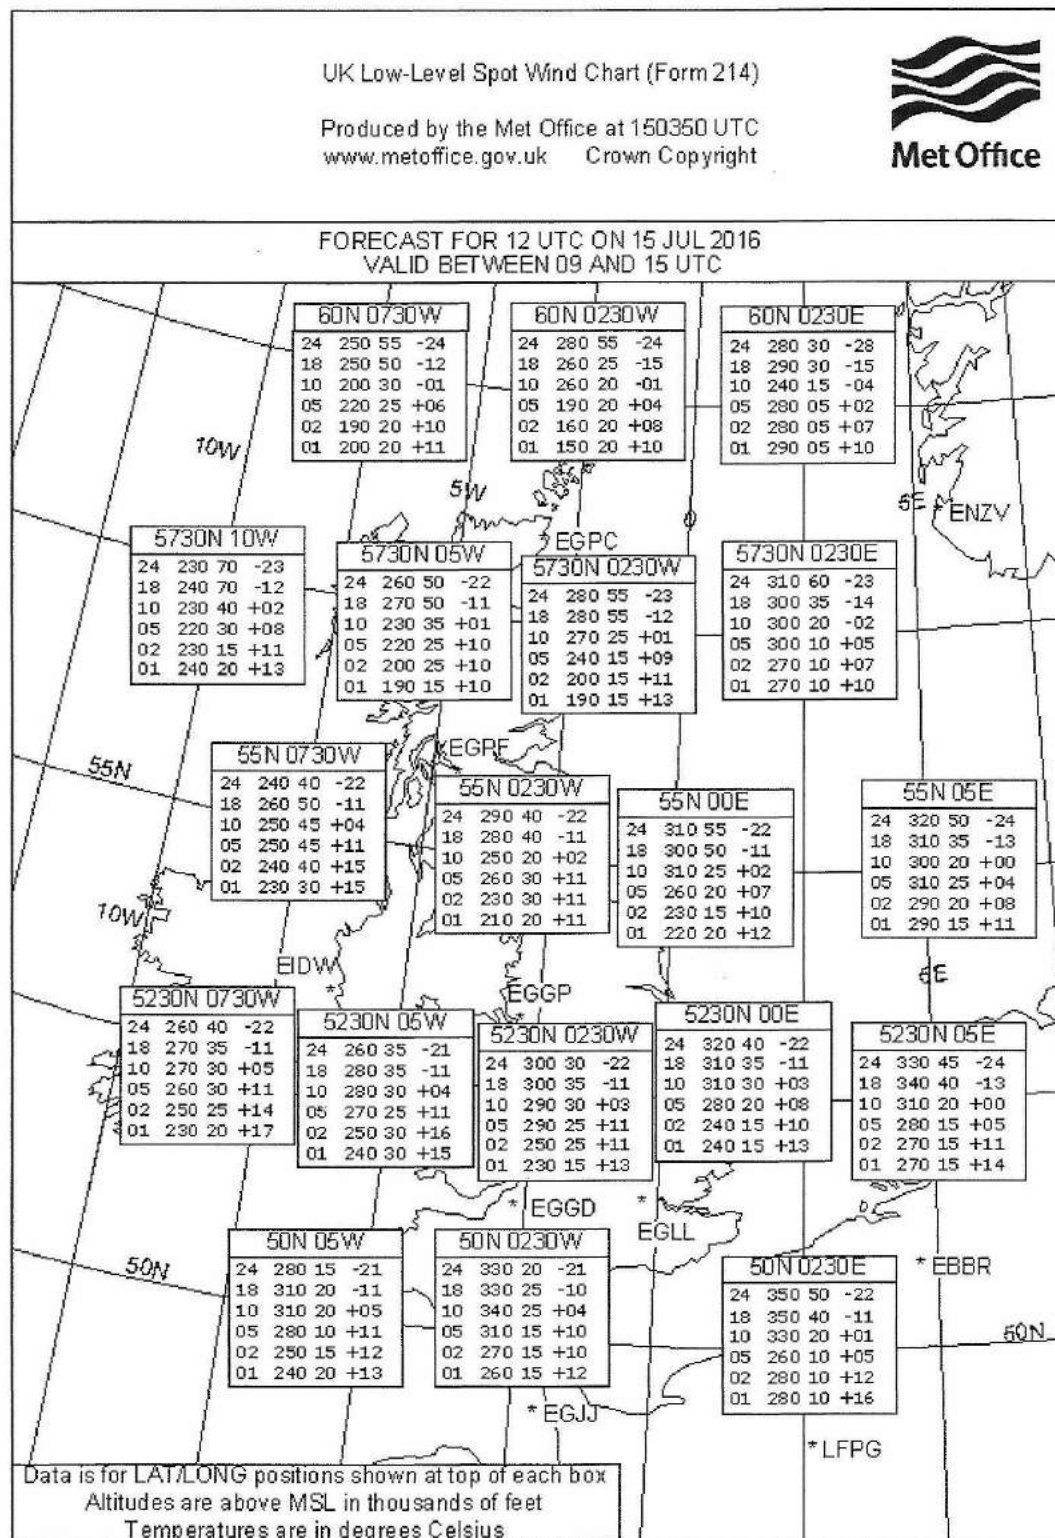 UK Low-Level Spot Wind Chart (Form 214)
Produced by the Met Office at 150350 UTC
www.metoffice.gov.uk Crown Copyright
Met Office
FORECAST FOR 12 UTC ON 15 JUL 2016
VALID BETWEEN 09 AND 15 UTC
60N 0730W
24 250 55 -24
18 250 50 -12
10 200 30 -01
05 220 25 +06
02 190 20 +10
01 200 20 +11
60N 0230W
24 280 55 -24
18 260 25 -15
10 260 20 -01
05 190 20 +04
02 160 20 +08
01 150 20 +10
60N 0230E
24 280 30 -28
18 290 30 -15
10 240 15 -04
05 280 05 +02
02 280 05 +07
01 290 05 +10
10W
5W
0
5E
* ENZV
* EGPC
5730N 10W
24 230 70 -23
18 240 70 -12
10 230 40 +02
05 220 30 +08
02 230 15 +11
01 240 20 +13
5730N 05W
24 260 50 -22
18 270 50 -11
10 230 35 +01
05 220 25 +10
02 200 25 +10
01 190 15 +10
5730N 0230W
24 280 55 -23
18 280 55 -12
10 270 25 +01
05 240 15 +09
02 200 15 +11
01 190 15 +13
5730N 0230E
24 310 60 -23
18 300 35 -14
10 300 20 -02
05 300 10 +05
02 270 10 +07
01 270 10 +10
*EGPF
55N
55N 0730W
24 240 40 -22
18 260 50 -11
10 250 45 +04
05 250 45 +11
02 240 40 +15
01 230 30 +15
55N 0230W
24 290 40 -22
18 280 40 -11
10 250 20 +02
05 260 30 +11
02 230 30 +11
01 210 20 +11
55N 00E
24 310 55 -22
18 300 50 -11
10 310 25 +02
05 260 20 +07
02 230 15 +10
01 220 20 +12
55N 05E
24 320 50 -24
18 310 35 -13
10 300 20 +00
05 310 25 +04
02 290 20 +08
01 290 15 +11
10W
EIDW
*
EGGP
*
5E
5230N 0730W
24 260 40 -22
18 270 35 -11
10 270 30 +05
05 260 30 +11
02 250 25 +14
01 230 20 +17
5230N 05W
24 260 35 -21
18 280 35 -11
10 280 30 +04
05 270 25 +11
02 250 30 +16
01 240 30 +15
5230N 0230W
24 300 30 -22
18 300 35 -11
10 290 30 +03
05 290 25 +11
02 250 25 +11
01 230 15 +13
5230N 00E
24 320 40 -22
18 310 35 -11
10 310 30 +03
05 280 20 +08
02 240 15 +10
01 240 15 +13
5230N 05E
24 330 45 -24
18 340 40 -13
10 310 20 +00
05 280 15 +05
02 270 15 +11
01 270 15 +14
* EGGD
*
EGLL
* EBBR
50N
50N 05W
24 280 15 -21
18 310 20 -11
10 310 20 +05
05 280 10 +11
02 250 15 +12
01 240 20 +13
50N 0230W
24 330 20 -21
18 330 25 -10
10 340 25 +04
05 310 15 +10
02 270 15 +10
01 260 15 +12
50N 0230E
24 350 50 -22
18 350 40 -11
10 330 20 +01
05 260 10 +05
02 280 10 +12
01 280 10 +16
50N
* EGJJ
* LFPG
Data is for LAT/LONG positions shown at top of each box
Altitudes are above MSL in thousands of feet
Temperatures are in degrees Celsius